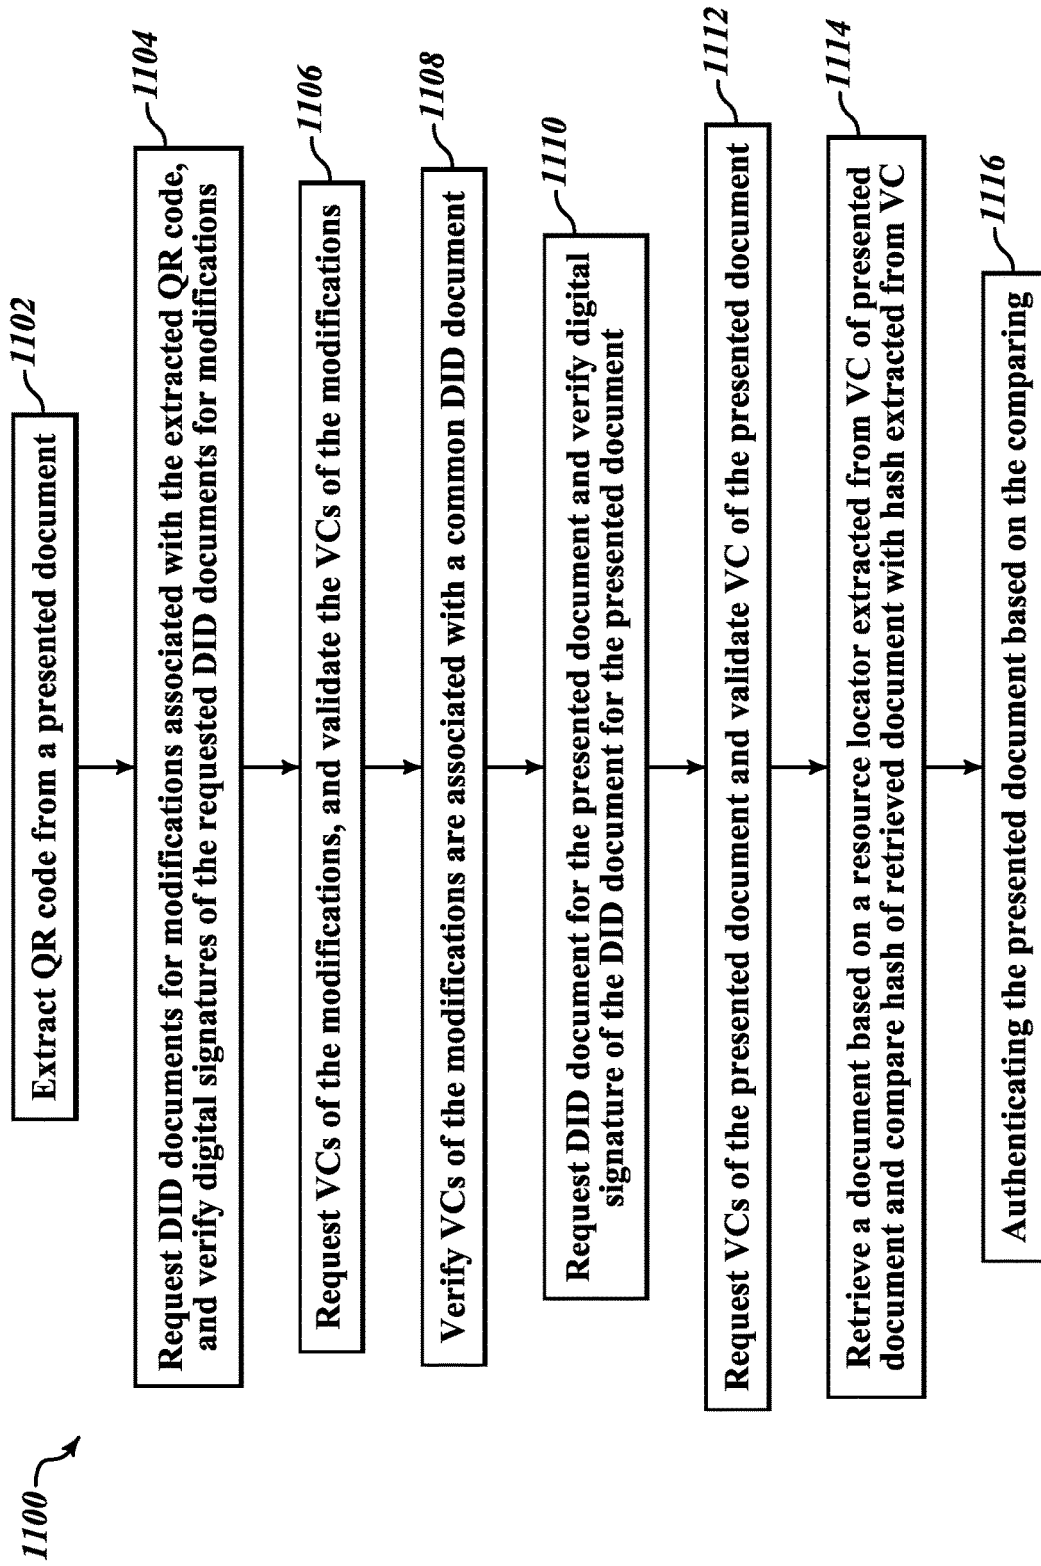 1100
1102
Extract QR code from a presented document
1104
Request DID documents for modifications associated with the extracted QR code,
and verify digital signatures of the requested DID documents for modifications
1106
Request VCs of the modifications, and validate the VCs of the modifications
1108
Verify VCs of the modifications are associated with a common DID document
1110
Request DID document for the presented document and verify digital
signature of the DID document for the presented document
1112
Request VCs of the presented document and validate VC of the presented document
1114
Retrieve a document based on a resource locator extracted from VC of presented
document and compare hash of retrieved document with hash extracted from VC
1116
Authenticating the presented document based on the comparing